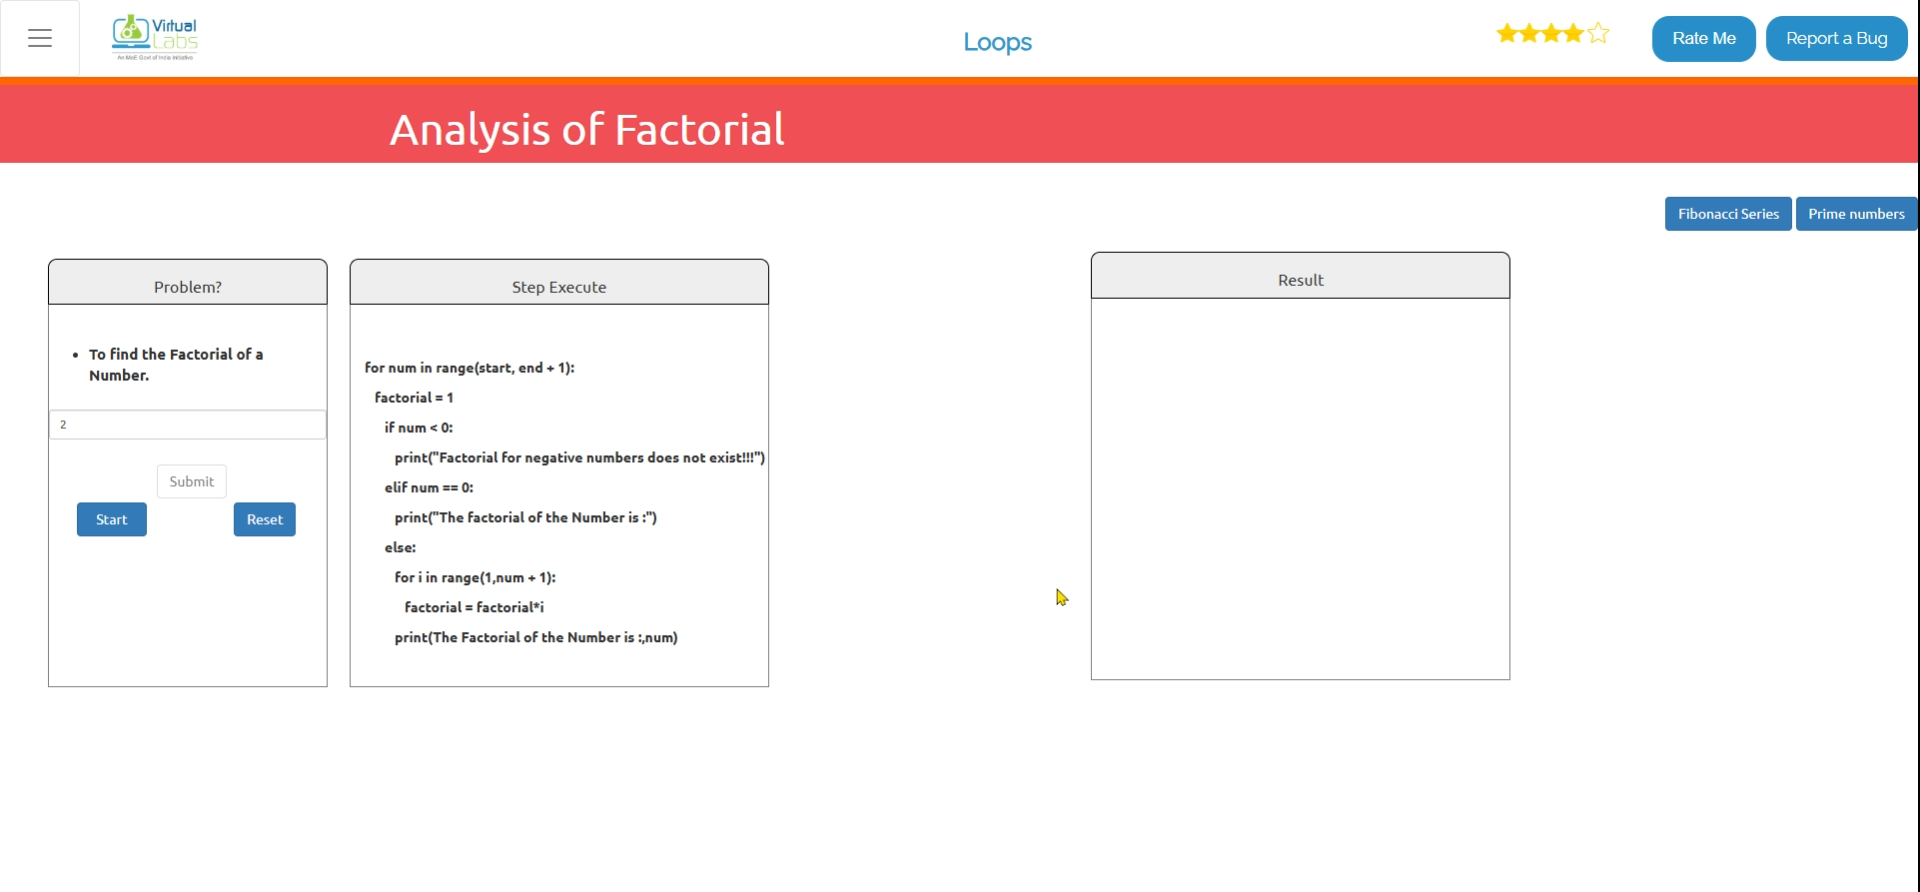 Virtual
Labs
An MoE Govt of India Initiative
Loops
Rate Me
Report a Bug
Analysis of Factorial
Fibonacci Series
Prime numbers
Problem?
• To find the Factorial of a
Number.
2
Submit
Start
Reset
Step Execute
for num in range(start, end + 1):
factorial = 1
if num < 0:
print("Factorial for negative numbers does not exist!!!")
elif num == 0:
print("The factorial of the Number is :")
else:
for i in range(1,num + 1):
factorial = factorial*i
print(The Factorial of the Number is :,num)
Result